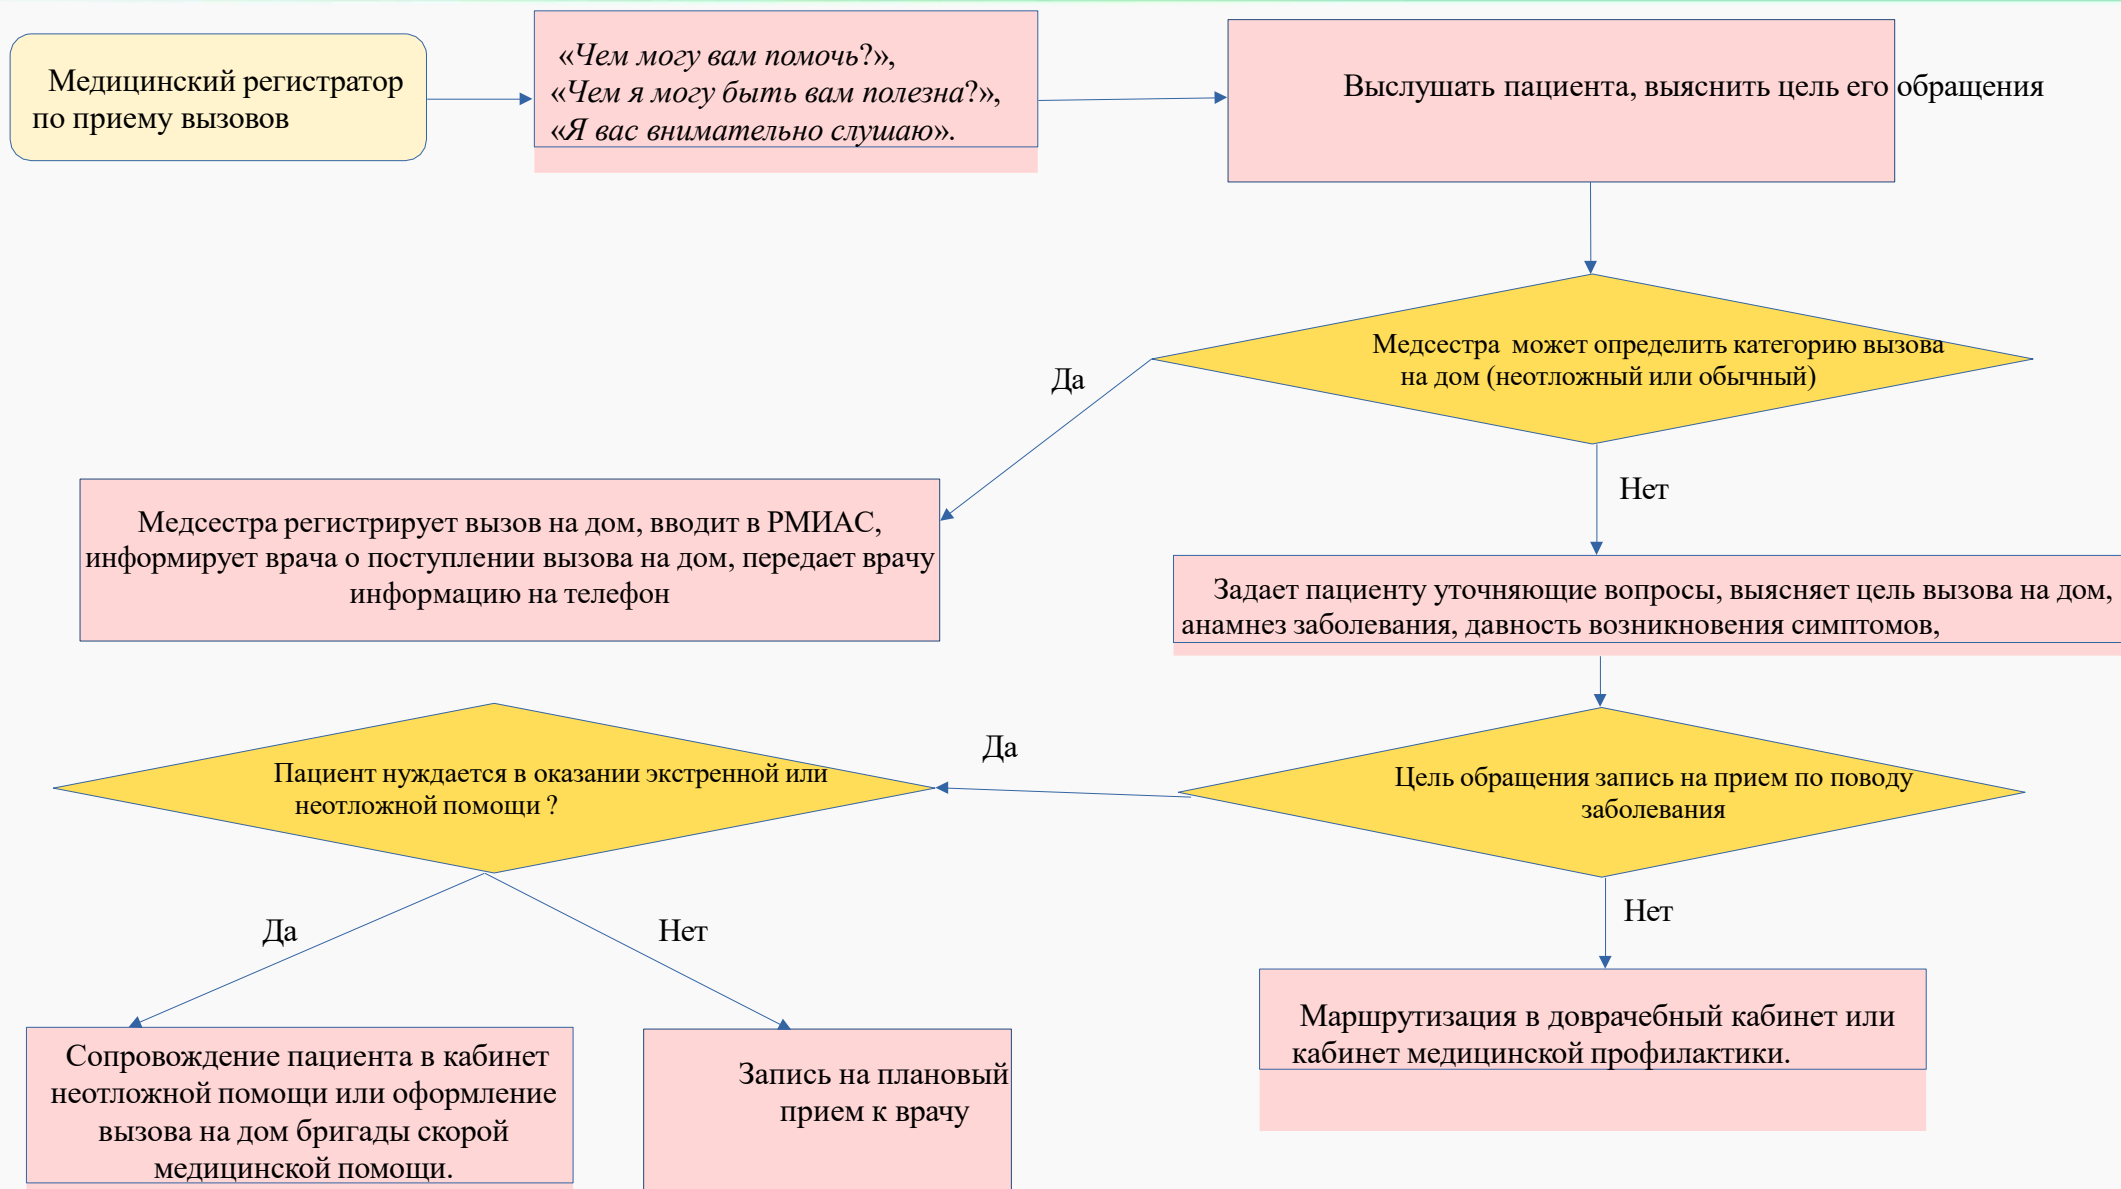 Медицинский регистратор
по приему вызовов
«Чем могу вам помочь?»,
«Чем я могу быть вам полезна?»,
«Я вас внимательно слушаю».
Выслушать пациента, выяснить цель его обращения
Медсестра может определить категорию вызова
на дом (неотложный или обычный)
Да
Нет
Медсестра регистрирует вызов на дом, вводит в РМИАС,
информирует врача о поступлении вызова на дом, передает врачу
информацию на телефон
Задает пациенту уточняющие вопросы, выясняет цель вызова на дом,
анамнез заболевания, давность возникновения симптомов,
Да
Пациент нуждается в оказании экстренной или
неотложной помощи ?
Цель обращения запись на прием по поводу
заболевания
Да
Нет
Нет
Сопровождение пациента в кабинет
неотложной помощи или оформление
вызова на дом бригады скорой
медицинской помощи.
Запись на плановый
прием к врачу
Маршрутизация в доврачебный кабинет или
кабинет медицинской профилактики.